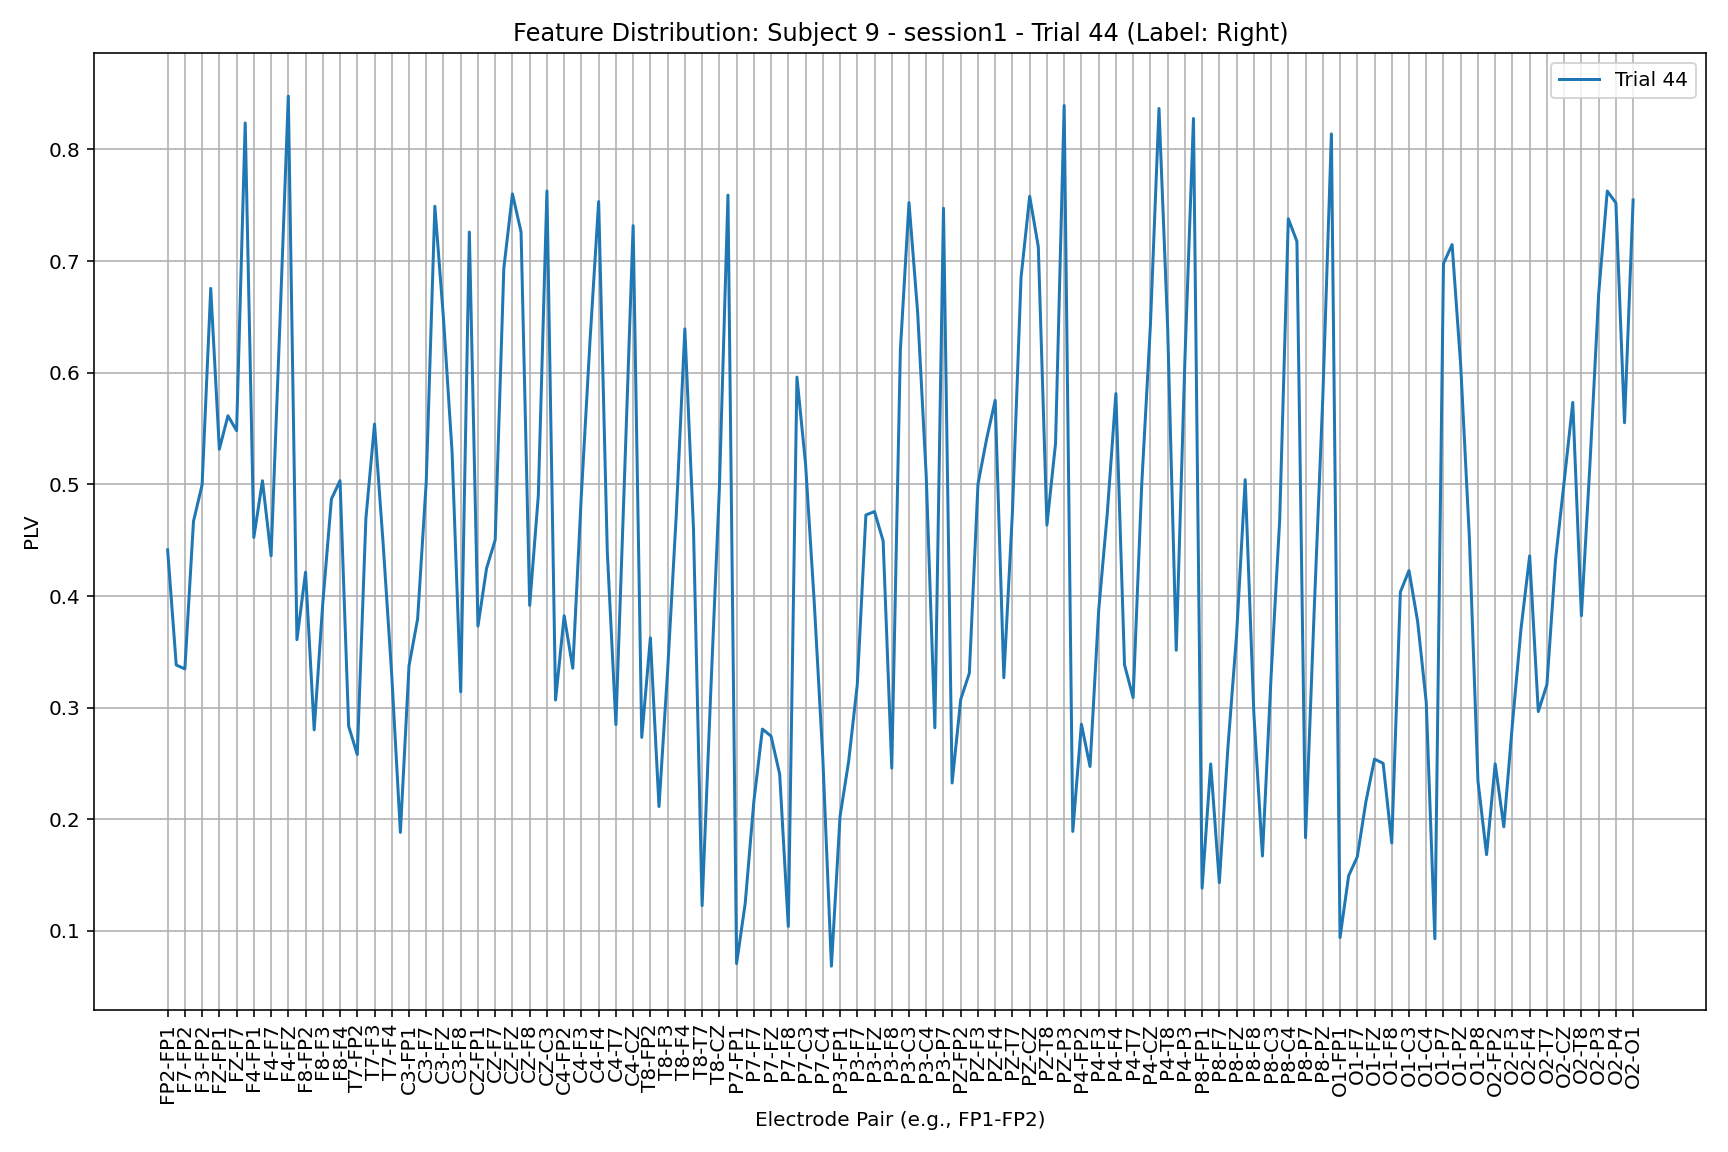 Feature Distribution: Subject 9 - session1 - Trial 44 (Label: Right)
Trial 44
PLV
0.8
0.7
0.6
0.5
0.4
0.3
0.2
0.1
FP2-FP1
F7-FP2
F3-FP2
FZ-FP1
FZ-F7
F4-FP1
F4-F7
F4-FZ
F8-FP2
F8-F3
F8-F4
T7-FP2
T7-F3
T7-F4
C3-FP1
C3-F7
C3-FZ
C3-F8
CZ-FP1
CZ-F7
CZ-FZ
CZ-F8
CZ-C3
C4-FP2
C4-F3
C4-F4
C4-T7
C4-CZ
T8-FP2
T8-F3
T8-F4
T8-T7
T8-CZ
P7-FP1
P7-F7
P7-FZ
P7-F8
P7-C3
P7-C4
P3-FP1
P3-F7
P3-FZ
P3-F8
P3-C3
P3-C4
P3-P7
PZ-FP2
PZ-F3
PZ-F4
PZ-T7
PZ-CZ
PZ-T8
PZ-P3
P4-FP2
P4-F3
P4-F4
P4-T7
P4-CZ
P4-T8
P4-P3
P8-FP1
P8-F7
P8-FZ
P8-F8
P8-C3
P8-C4
P8-P7
P8-PZ
O1-FP1
O1-F7
O1-FZ
O1-F8
O1-C3
O1-C4
O1-P7
O1-PZ
O1-P8
O2-FP2
O2-F3
O2-F4
O2-T7
O2-CZ
O2-T8
O2-P3
O2-P4
O2-O1
Electrode Pair (e.g., FP1-FP2)